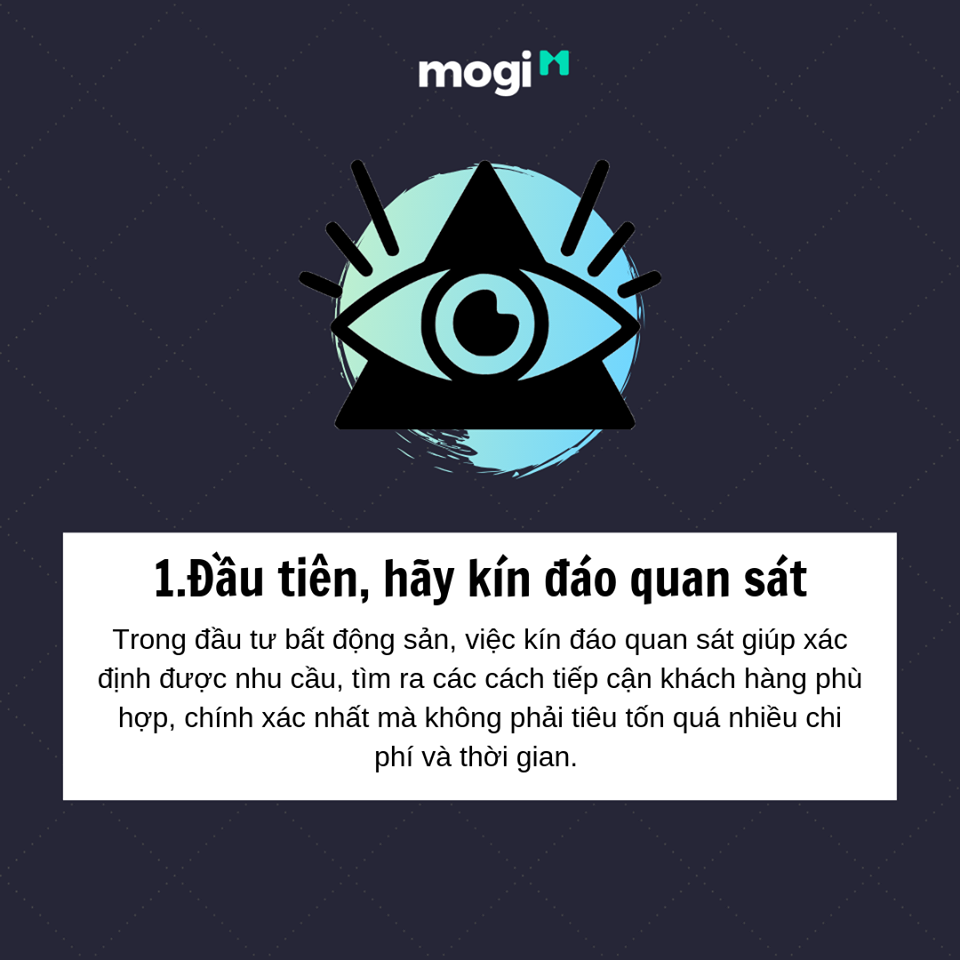 mogi
1.Đầu tiên, hãy kín đáo quan sát
Trong đầu tư bất động sản, việc kín đáo quan sát giúp xác
định được nhu cầu, tìm ra các cách tiếp cận khách hàng phù
hợp, chính xác nhất mà không phải tiêu tốn quá nhiều chi
phí và thời gian.